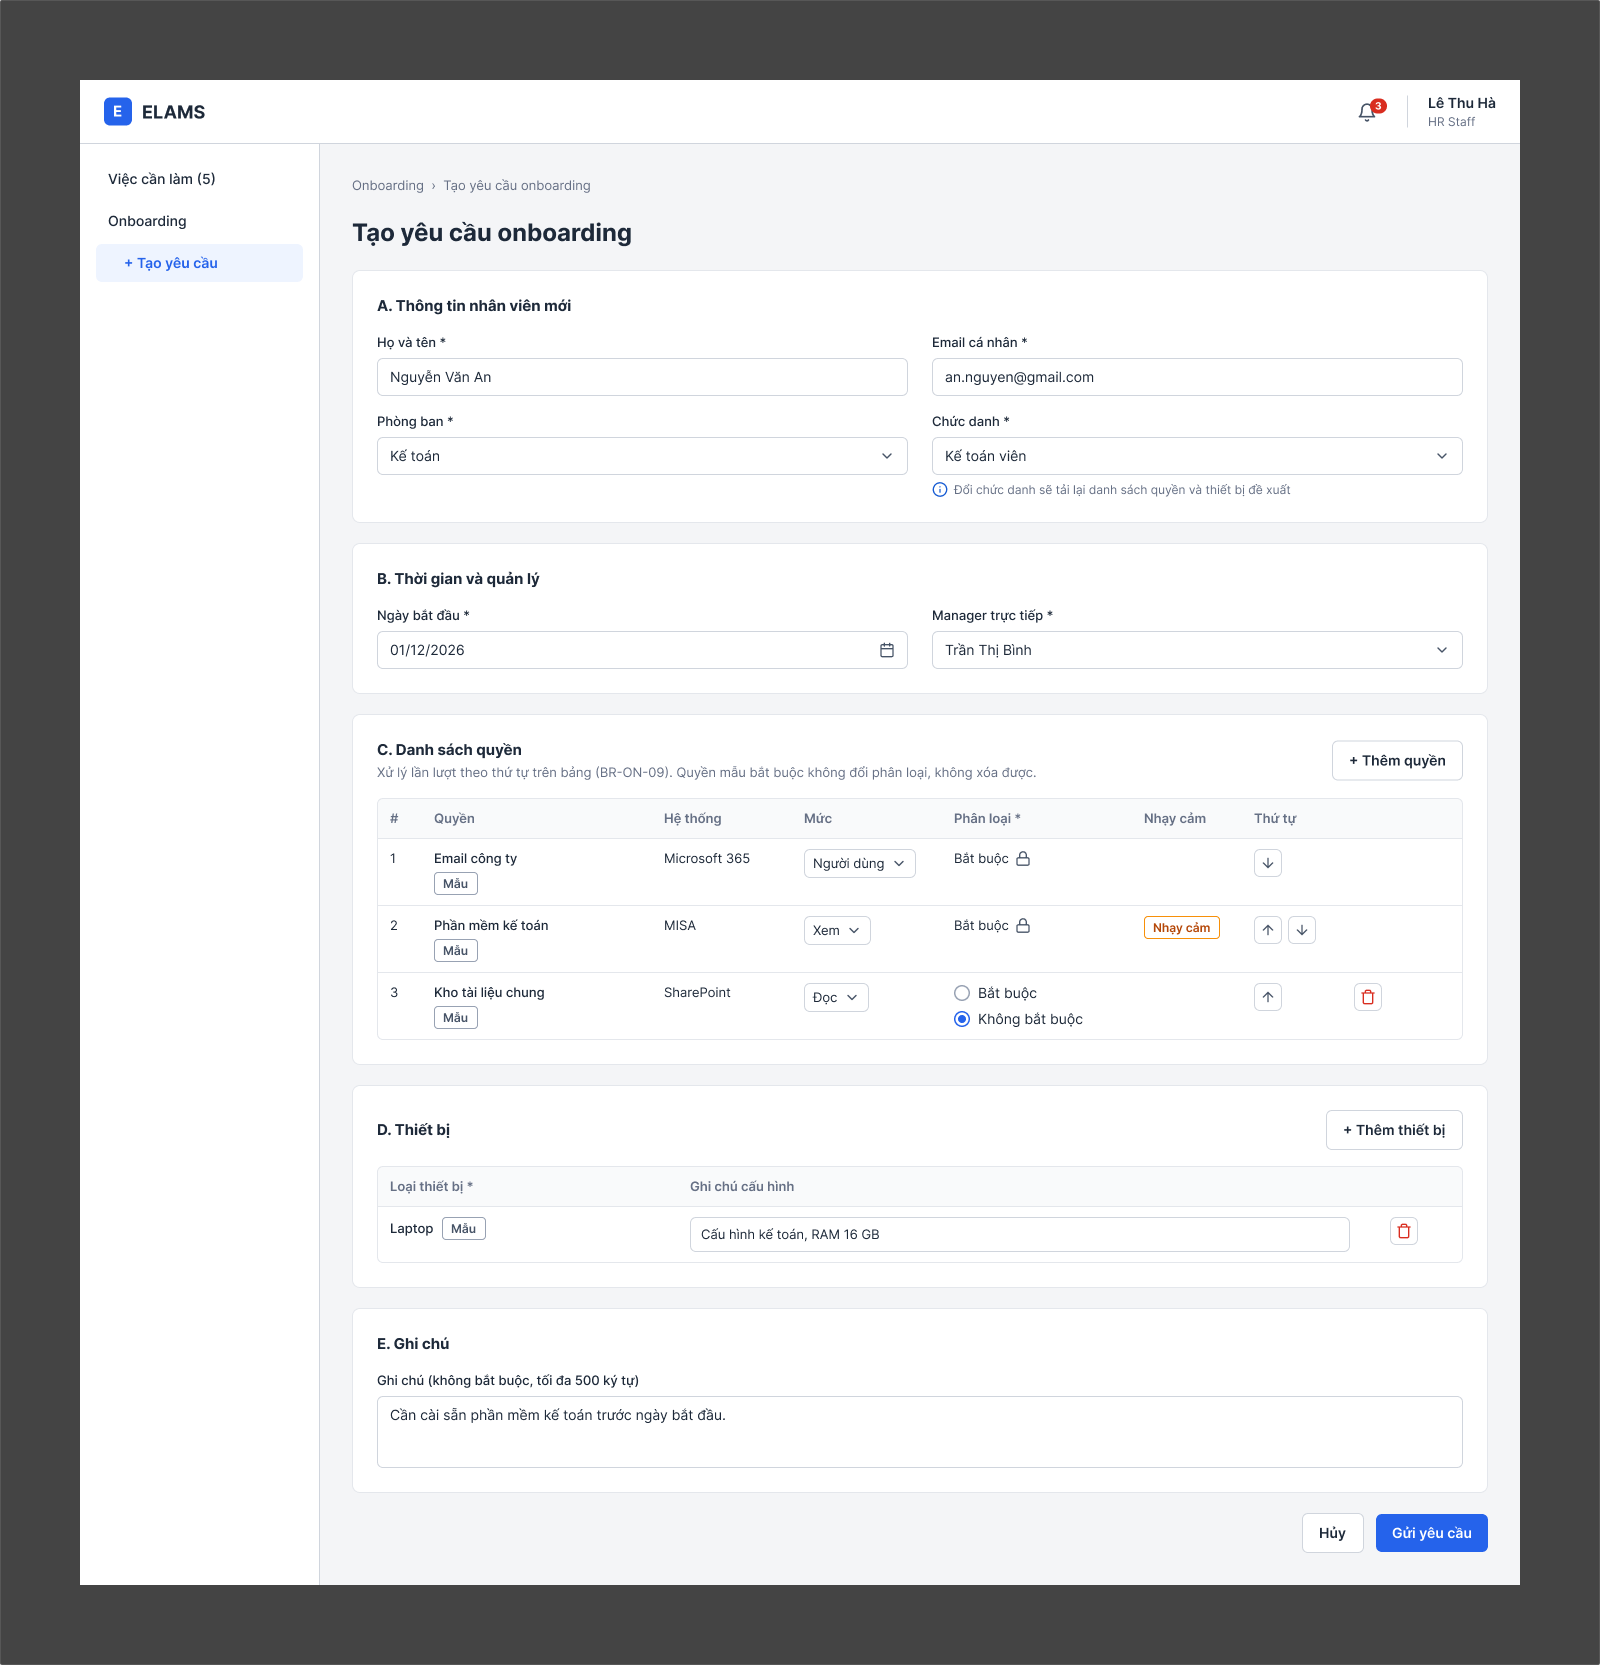 E ELAMS
3
Lê Thu Hà
HR Staff
Việc cần làm (5)
Onboarding
+ Tạo yêu cầu
Onboarding › Tạo yêu cầu onboarding
Tạo yêu cầu onboarding
A. Thông tin nhân viên mới
Họ và tên * Email cá nhân *
Nguyễn Văn An an.nguyen@gmail.com
Phòng ban * Chức danh *
Kế toán Kế toán viên
Đổi chức danh sẽ tải lại danh sách quyền và thiết bị đề xuất
B. Thời gian và quản lý
Ngày bắt đầu * Manager trực tiếp *
01/12/2026 Trần Thị Bình
C. Danh sách quyền
Xử lý lần lượt theo thứ tự trên bảng (BR-ON-09). Quyền mẫu bắt buộc không đổi phân loại, không xóa được.
+ Thêm quyền
# Quyền Hệ thống Mức Phân loại * Nhạy cảm Thứ tự
1 Email công ty Microsoft 365 Người dùng Bắt buộc
Mẫu
2 Phần mềm kế toán MISA Xem Bắt buộc Nhạy cảm
Mẫu
3 Kho tài liệu chung SharePoint Đọc Bắt buộc
Mẫu Không bắt buộc
D. Thiết bị
+ Thêm thiết bị
Loại thiết bị * Ghi chú cấu hình
Laptop Mẫu Cấu hình kế toán, RAM 16 GB
E. Ghi chú
Ghi chú (không bắt buộc, tối đa 500 ký tự)
Cần cài sẵn phần mềm kế toán trước ngày bắt đầu.
Hủy Gửi yêu cầu